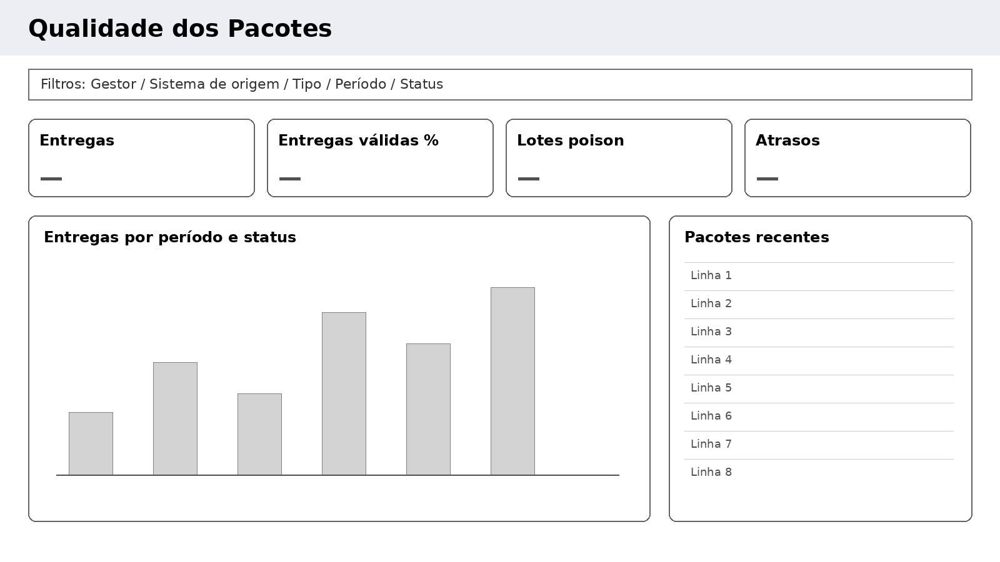 Qualidade dos Pacotes
Filtros: Gestor / Sistema de origem / Tipo / Período / Status
Entregas
—
Entregas válidas %
—
Lotes poison
—
Atrasos
—
Entregas por período e status
Pacotes recentes
Linha 1
Linha 2
Linha 3
Linha 4
Linha 5
Linha 6
Linha 7
Linha 8